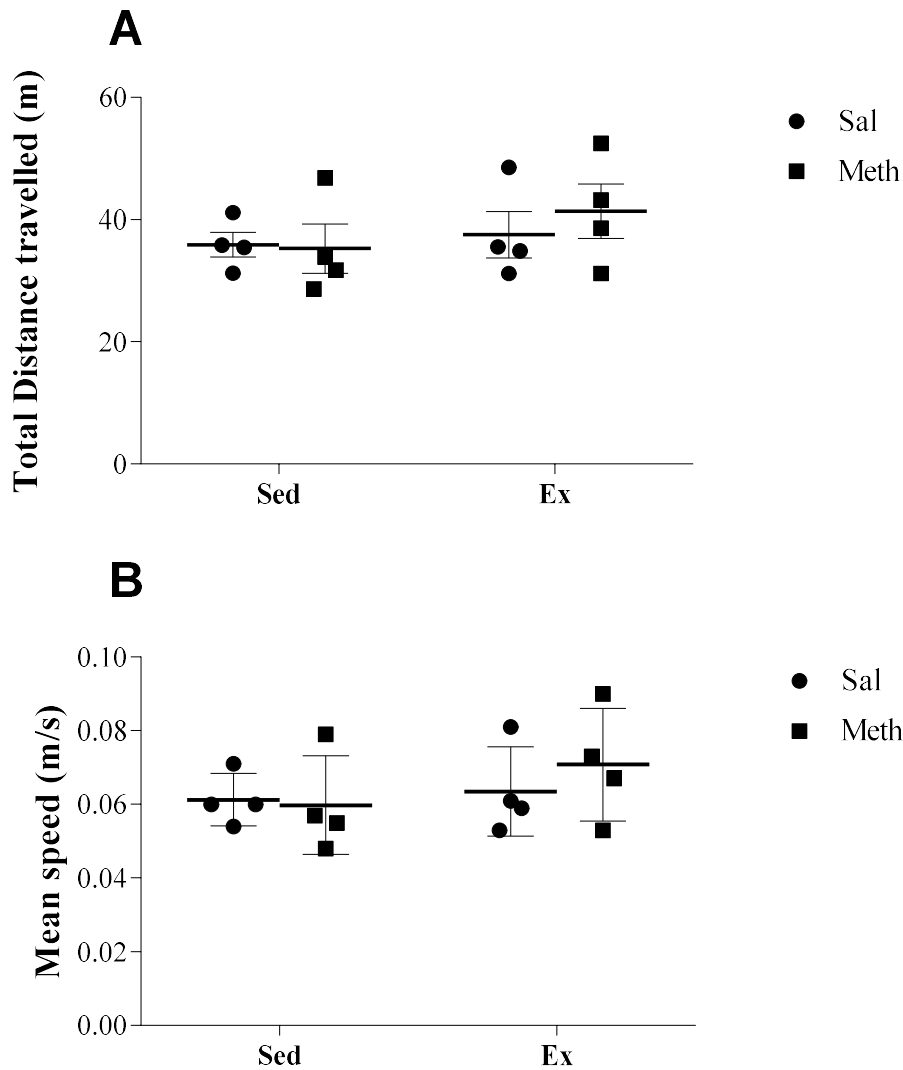 A
Total Distance travelled (m)
60
40
20
0
Sed
Ex
Sal
Meth
B
Mean speed (m/s)
0.10
0.08
0.06
0.04
0.02
0.00
Sed
Ex
Sal
Meth